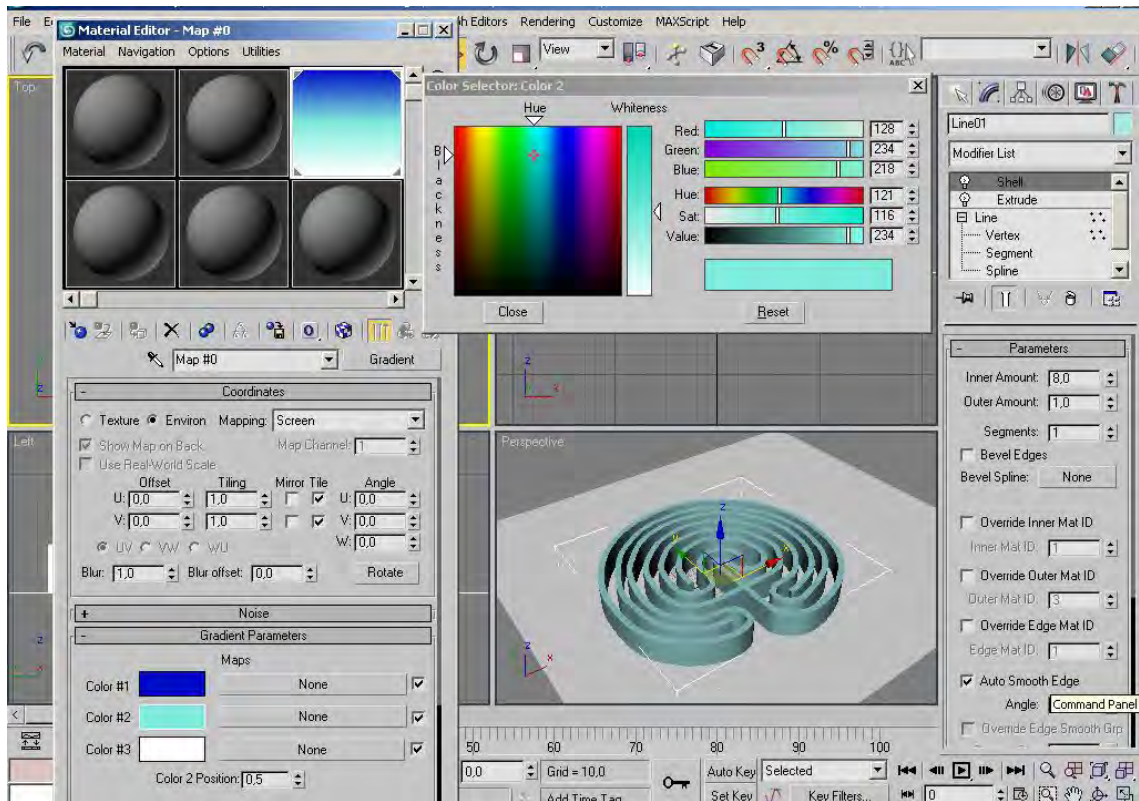 Material Editor - Map #0
Material Navigation Options Utilities
Rendering Customize MAXScript Help
View
Top
Color Selector: Color 2
Hue Whiteness
Blackness
Red: 128
Green: 234
Blue: 218
Hue: 121
Sat: 116
Value: 234
Close Reset
Line01
Modifier List
Shell
Extrude
Line
Vertex
Segment
Spline
Map #0 Gradient
Coordinates
Texture Environ Mapping: Screen
Show Map on Back Map Channel: 1
Use Real-World Scale
Offset Tiling Mirror Tile Angle
U: 0,0 1,0 U: 0,0
V: 0,0 1,0 V: 0,0
W: 0,0
UV VW WU
Blur: 1,0 Blur offset: 0,0 Rotate
Noise
Gradient Parameters
Maps
Color #1 None
Color #2 None
Color #3 None
Color 2 Position: 0,5
Left
Perspective
z
x
y
Parameters
Inner Amount: 8,0
Outer Amount: 1,0
Segments: 1
Bevel Edges
Bevel Spline: None
Override Inner Mat ID
Inner Mat ID: 1
Override Outer Mat ID
Outer Mat ID: 3
Override Edge Mat ID
Edge Mat ID: 1
Auto Smooth Edge
Angle: Command Panel
Override Edge Smooth Grp
50 60 70 80 90 100
0,0 Grid = 10,0 Auto Key Selected
Add Time Tag Set Key Key Filters... 0